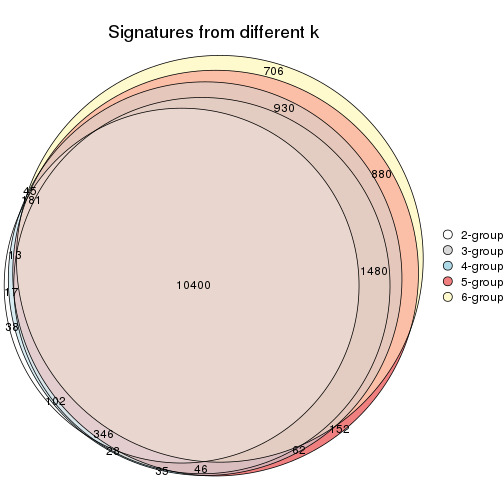 Signatures from different k
706
930
880
45
181
13
1480
17
10400
38
102
346
28
152
62
35
46
2-group
3-group
4-group
5-group
6-group